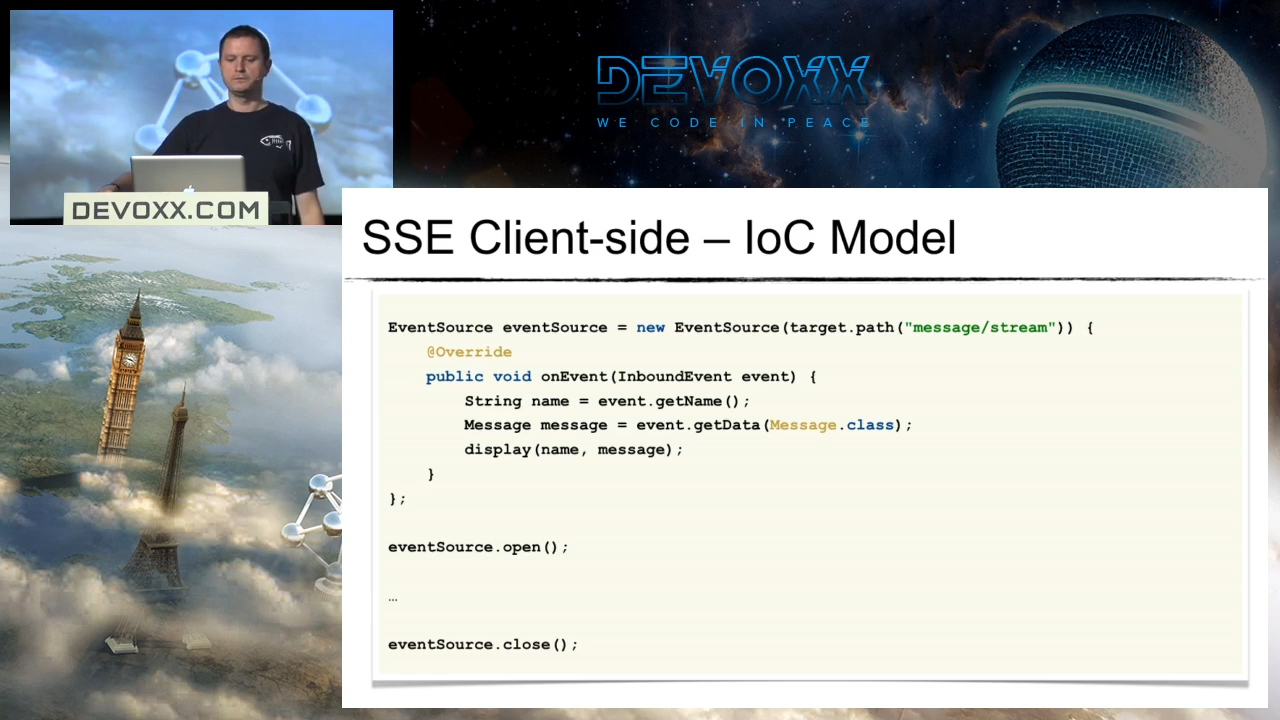 DEVOXX
WE CODE IN PEACE
DEVOXX.COM
SSE Client-side – IoC Model
EventSource eventSource = new EventSource(target.path("message/stream")) {
@Override
public void onEvent(InboundEvent event) {
String name = event.getName();
Message message = event.getData(Message.class);
display(name, message);
}
};
eventSource.open();
…
eventSource.close();